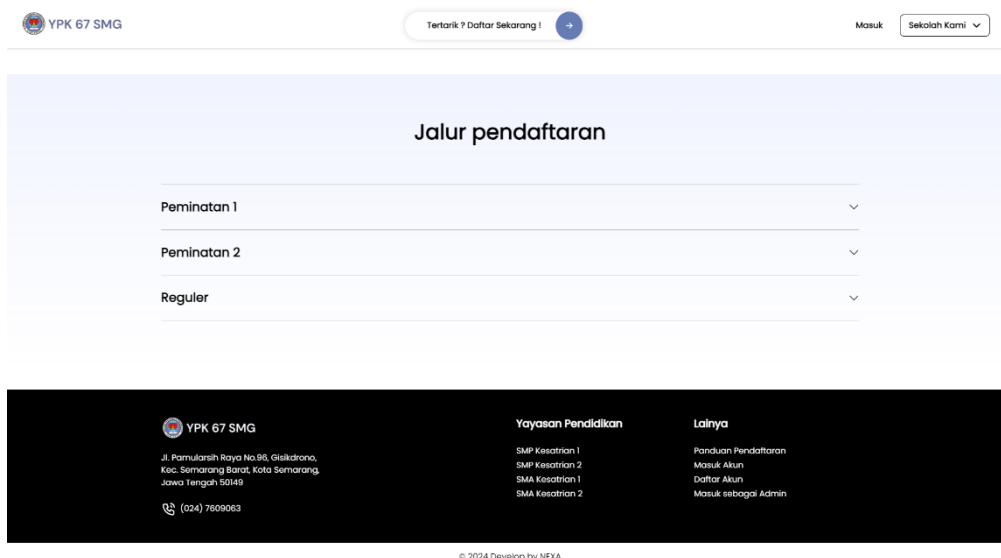 YPK 67 SMG
Tertarik ? Daftar Sekarang !
Masuk
Sekolah Kami
Jalur pendaftaran
Peminatan 1
Peminatan 2
Reguler
YPK 67 SMG
Jl. Pamularsih Raya No.96, Gisikdrono,
Kec. Semarang Barat, Kota Semarang,
Jawa Tengah 50149
(024) 7609063
Yayasan Pendidikan
SMP Kesatrian 1
SMP Kesatrian 2
SMA Kesatrian 1
SMA Kesatrian 2
Lainya
Panduan Pendaftaran
Masuk Akun
Daftar Akun
Masuk sebagai Admin
© 2024 Develop by NEXA